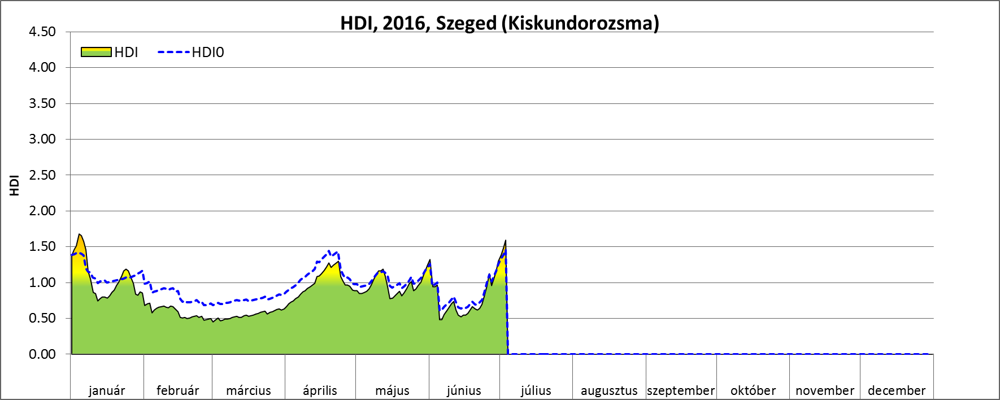 HDI, 2016, Szeged (Kiskundorozsma)
4.50
HDI HDI0
4.00
3.50
3.00
2.50
HDI
2.00
1.50
1.00
0.50
0.00
január február március április május június július augusztus szeptember október november december